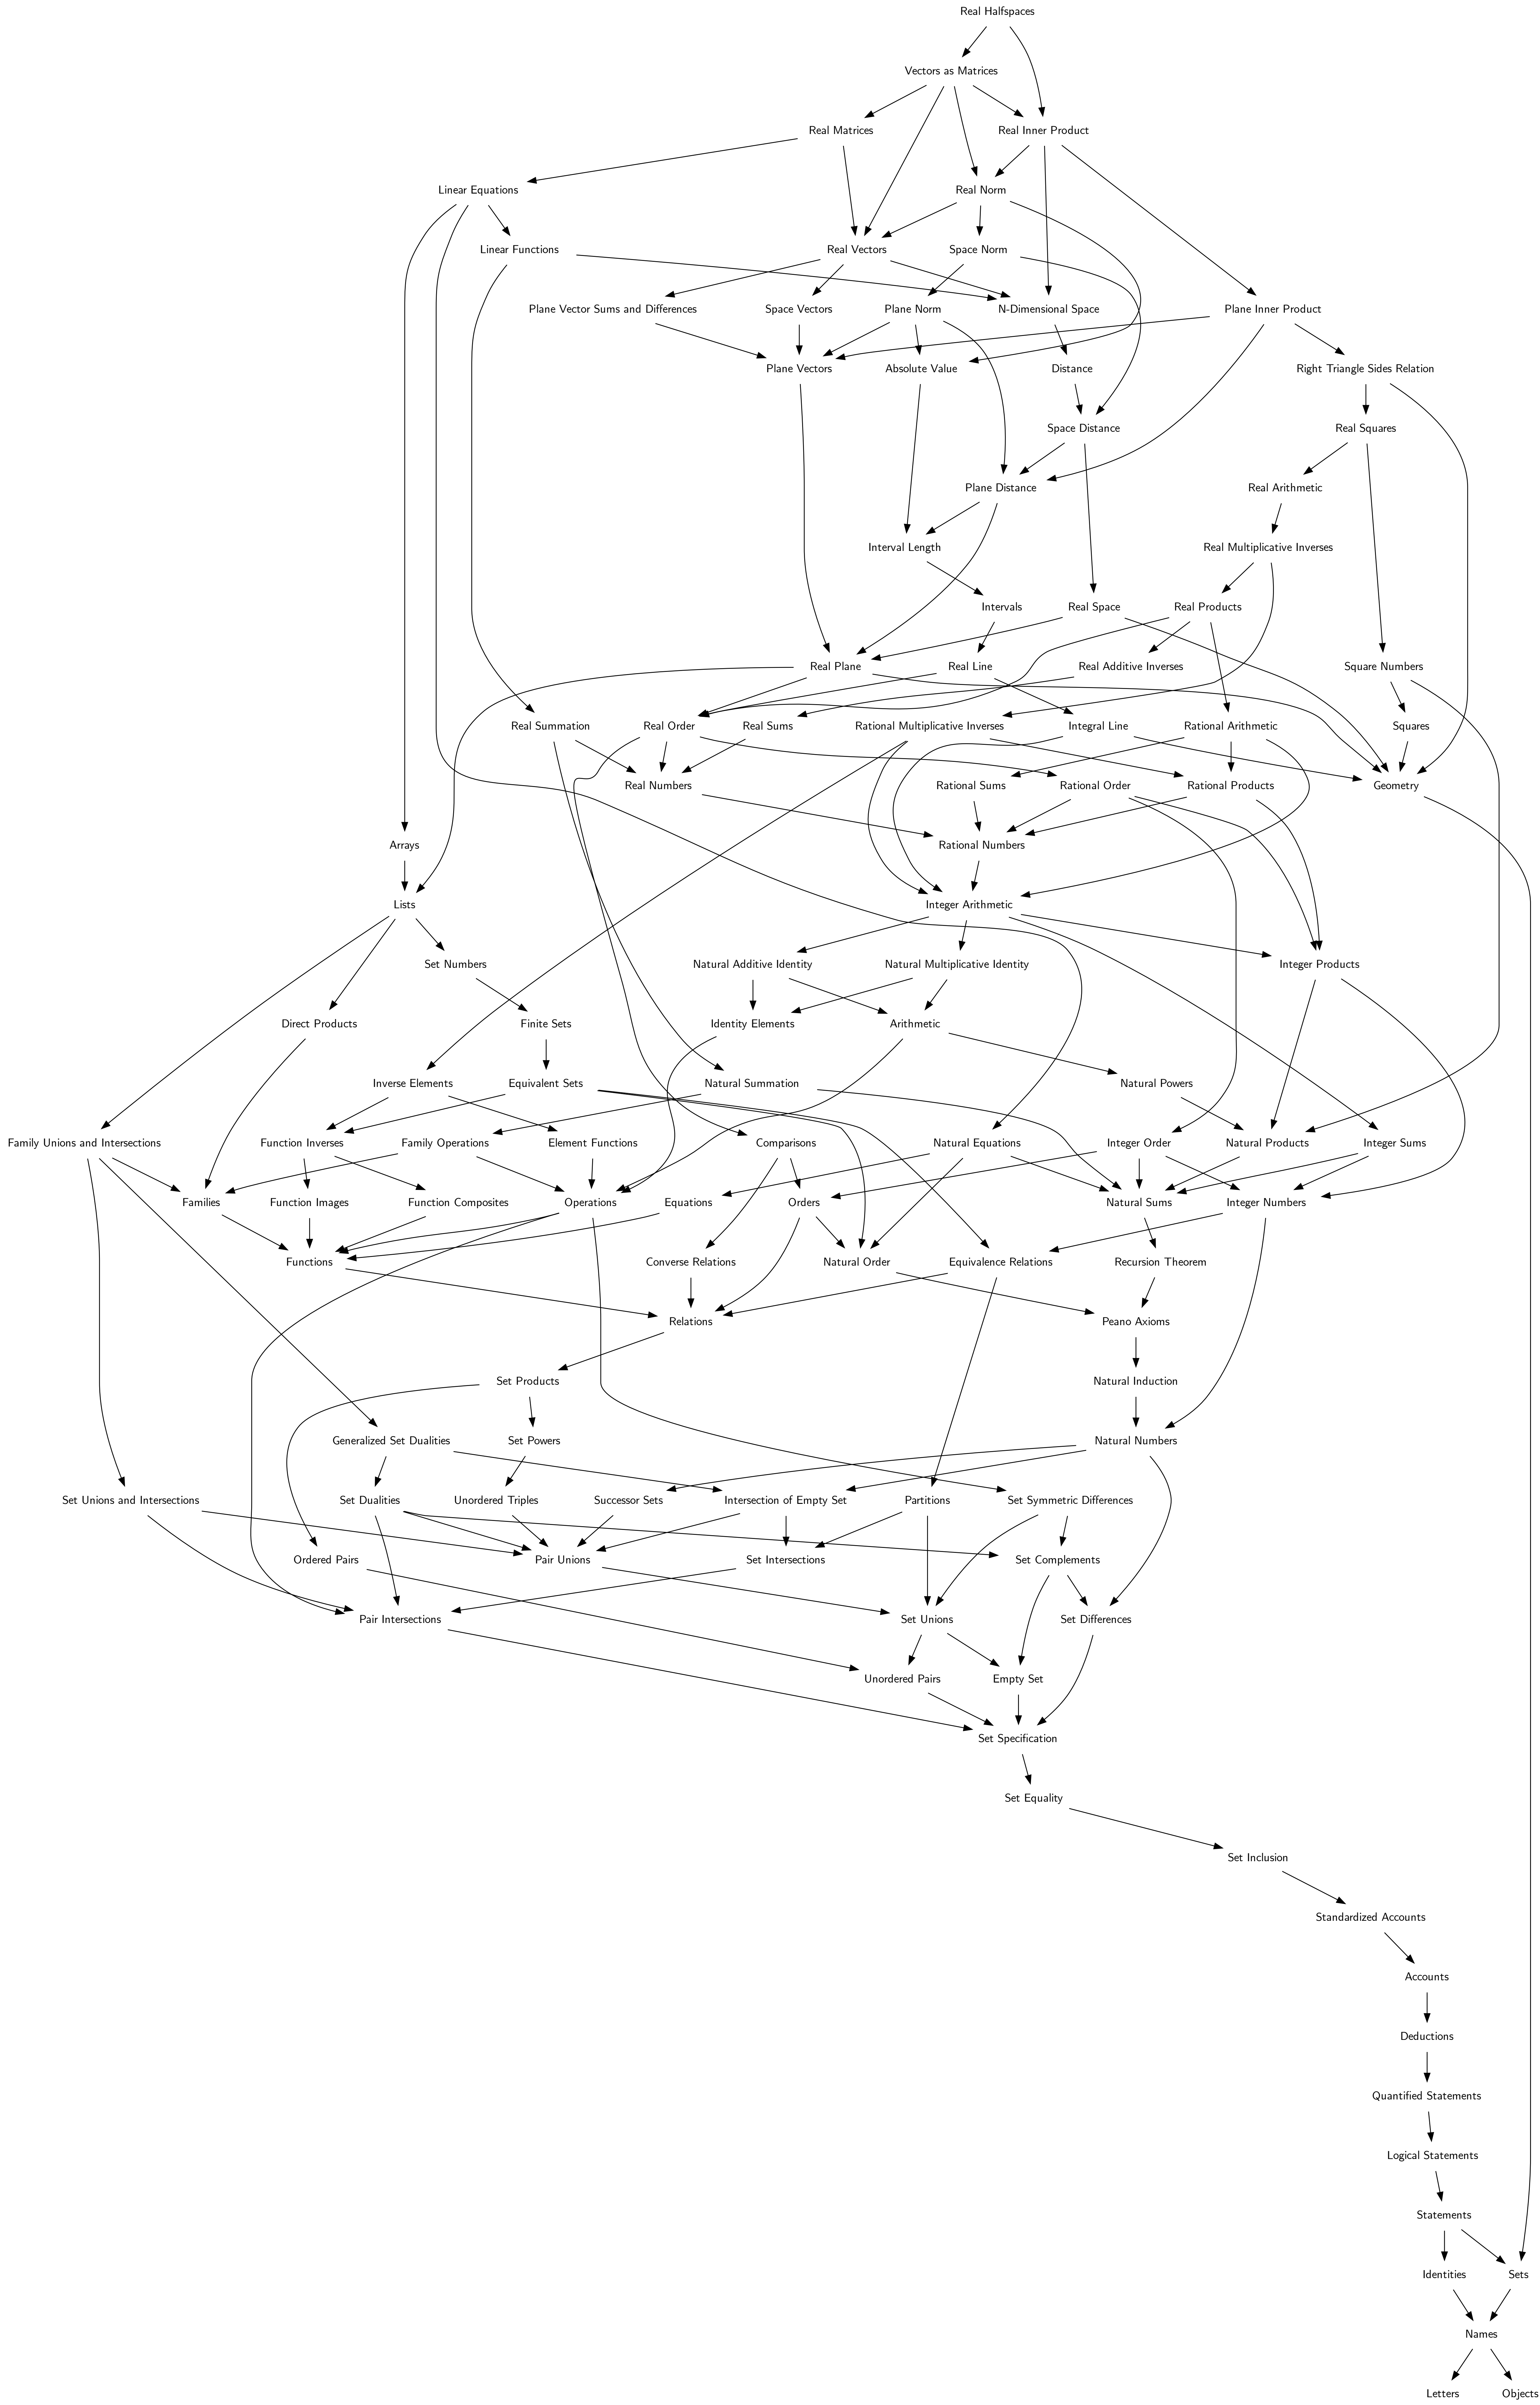 Real Halfspaces
Vectors as Matrices
Real Matrices
Real Inner Product
Linear Equations
Real Norm
Linear Functions
Real Vectors
Space Norm
Plane Vector Sums and Differences
Space Vectors
Plane Norm
N-Dimensional Space
Plane Inner Product
Plane Vectors
Absolute Value
Distance
Right Triangle Sides Relation
Space Distance
Real Squares
Plane Distance
Real Arithmetic
Interval Length
Real Multiplicative Inverses
Intervals
Real Space
Real Products
Real Plane
Real Line
Real Additive Inverses
Square Numbers
Real Summation
Real Order
Real Sums
Rational Multiplicative Inverses
Integral Line
Rational Arithmetic
Squares
Real Numbers
Rational Sums
Rational Order
Rational Products
Geometry
Arrays
Rational Numbers
Lists
Integer Arithmetic
Set Numbers
Natural Additive Identity
Natural Multiplicative Identity
Integer Products
Direct Products
Finite Sets
Identity Elements
Arithmetic
Inverse Elements
Equivalent Sets
Natural Summation
Natural Powers
Family Unions and Intersections
Function Inverses
Family Operations
Element Functions
Comparisons
Natural Equations
Integer Order
Natural Products
Integer Sums
Families
Function Images
Function Composites
Operations
Equations
Orders
Natural Sums
Integer Numbers
Functions
Converse Relations
Natural Order
Equivalence Relations
Recursion Theorem
Relations
Peano Axioms
Set Products
Natural Induction
Generalized Set Dualities
Set Powers
Natural Numbers
Set Unions and Intersections
Set Dualities
Unordered Triples
Successor Sets
Intersection of Empty Set
Partitions
Set Symmetric Differences
Ordered Pairs
Pair Unions
Set Intersections
Set Complements
Pair Intersections
Set Unions
Set Differences
Unordered Pairs
Empty Set
Set Specification
Set Equality
Set Inclusion
Standardized Accounts
Accounts
Deductions
Quantified Statements
Logical Statements
Statements
Identities
Sets
Names
Letters
Objects